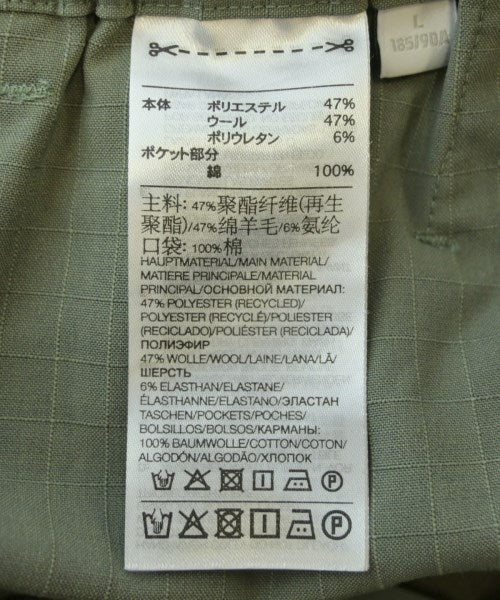 L
185/90A
本体 ポリエステル 47%
ウール 47%
ポリウレタン 6%
ポケット部分
綿 100%
主料: 47%聚酯纤维(再生
聚酯)/47%绵羊毛/6%氨纶
口袋: 100%棉
HAUPTMATERIAL/MAIN MATERIAL/
MATIERE PRINCIPALE/MATERIAL
PRINCIPAL/ОСНОВНОЙ МАТЕРИАЛ:
47% POLYESTER (RECYCLED)/
POLYESTER (RECYCLÉ)/POLIESTER
(RECICLADO)/POLIÉSTER (RECICLADA)/
ПОЛИЭФИР
47% WOLLE/WOOL/LAINE/LANA/LÃ/
ШЕРСТЬ
6% ELASTHAN/ELASTANE/
ÉLASTHANNE/ELASTANO/ЭЛАСТАН
TASCHEN/POCKETS/POCHES/
BOLSILLOS/BOLSOS/КАРМАНЫ:
100% BAUMWOLLE/COTTON/COTON/
ALGODÓN/ALGODÃO/ХЛОПОК